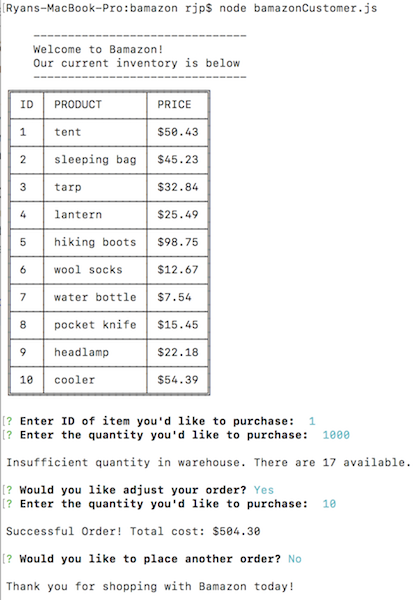 [Ryans-MacBook-Pro:bamazon rjp$ node bamazonCustomer.js
-------------------------------
Welcome to Bamazon!
Our current inventory is below
-------------------------------
ID PRODUCT PRICE
1 tent $50.43
2 sleeping bag $45.23
3 tarp $32.84
4 lantern $25.49
5 hiking boots $98.75
6 wool socks $12.67
7 water bottle $7.54
8 pocket knife $15.45
9 headlamp $22.18
10 cooler $54.39
[? Enter ID of item you'd like to purchase: 1
[? Enter the quantity you'd like to purchase: 1000
Insufficient quantity in warehouse. There are 17 available.
[? Would you like adjust your order? Yes
[? Enter the quantity you'd like to purchase: 10
Successful Order! Total cost: $504.30
[? Would you like to place another order? No
Thank you for shopping with Bamazon today!